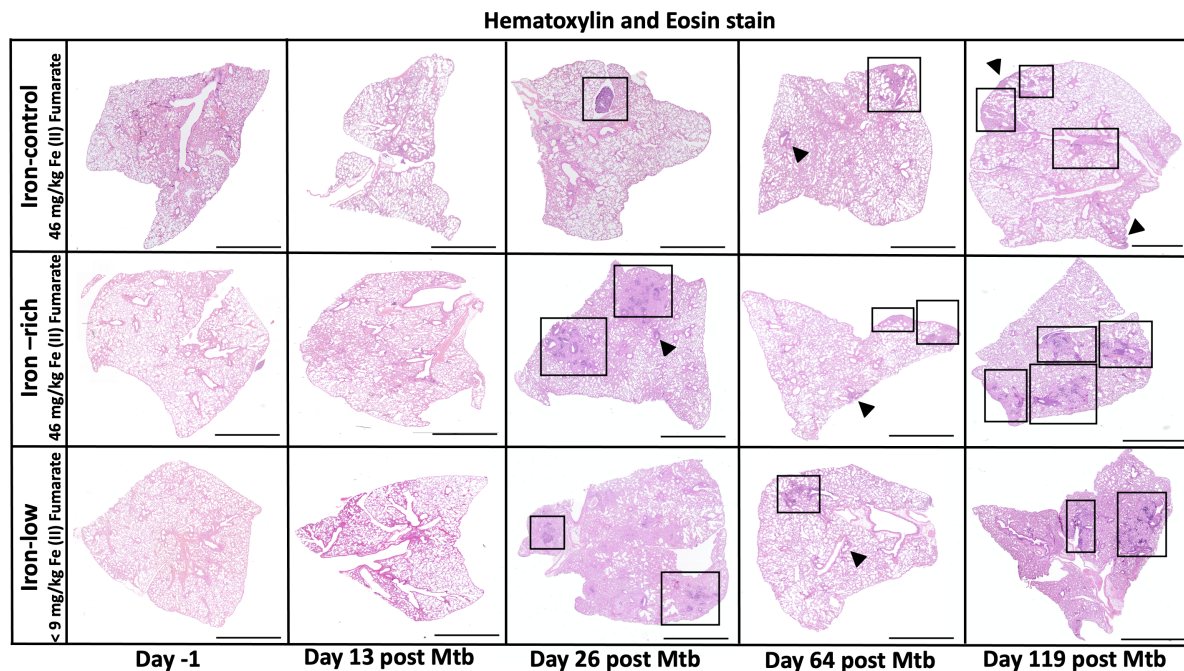 Hematoxylin and Eosin stain
Iron-control
46 mg/kg Fe (II) Fumarate
Iron –rich
46 mg/kg Fe (II) Fumarate
Iron-low
< 9 mg/kg Fe (II) Fumarate
Day -1
Day 13 post Mtb
Day 26 post Mtb
Day 64 post Mtb
Day 119 post Mtb